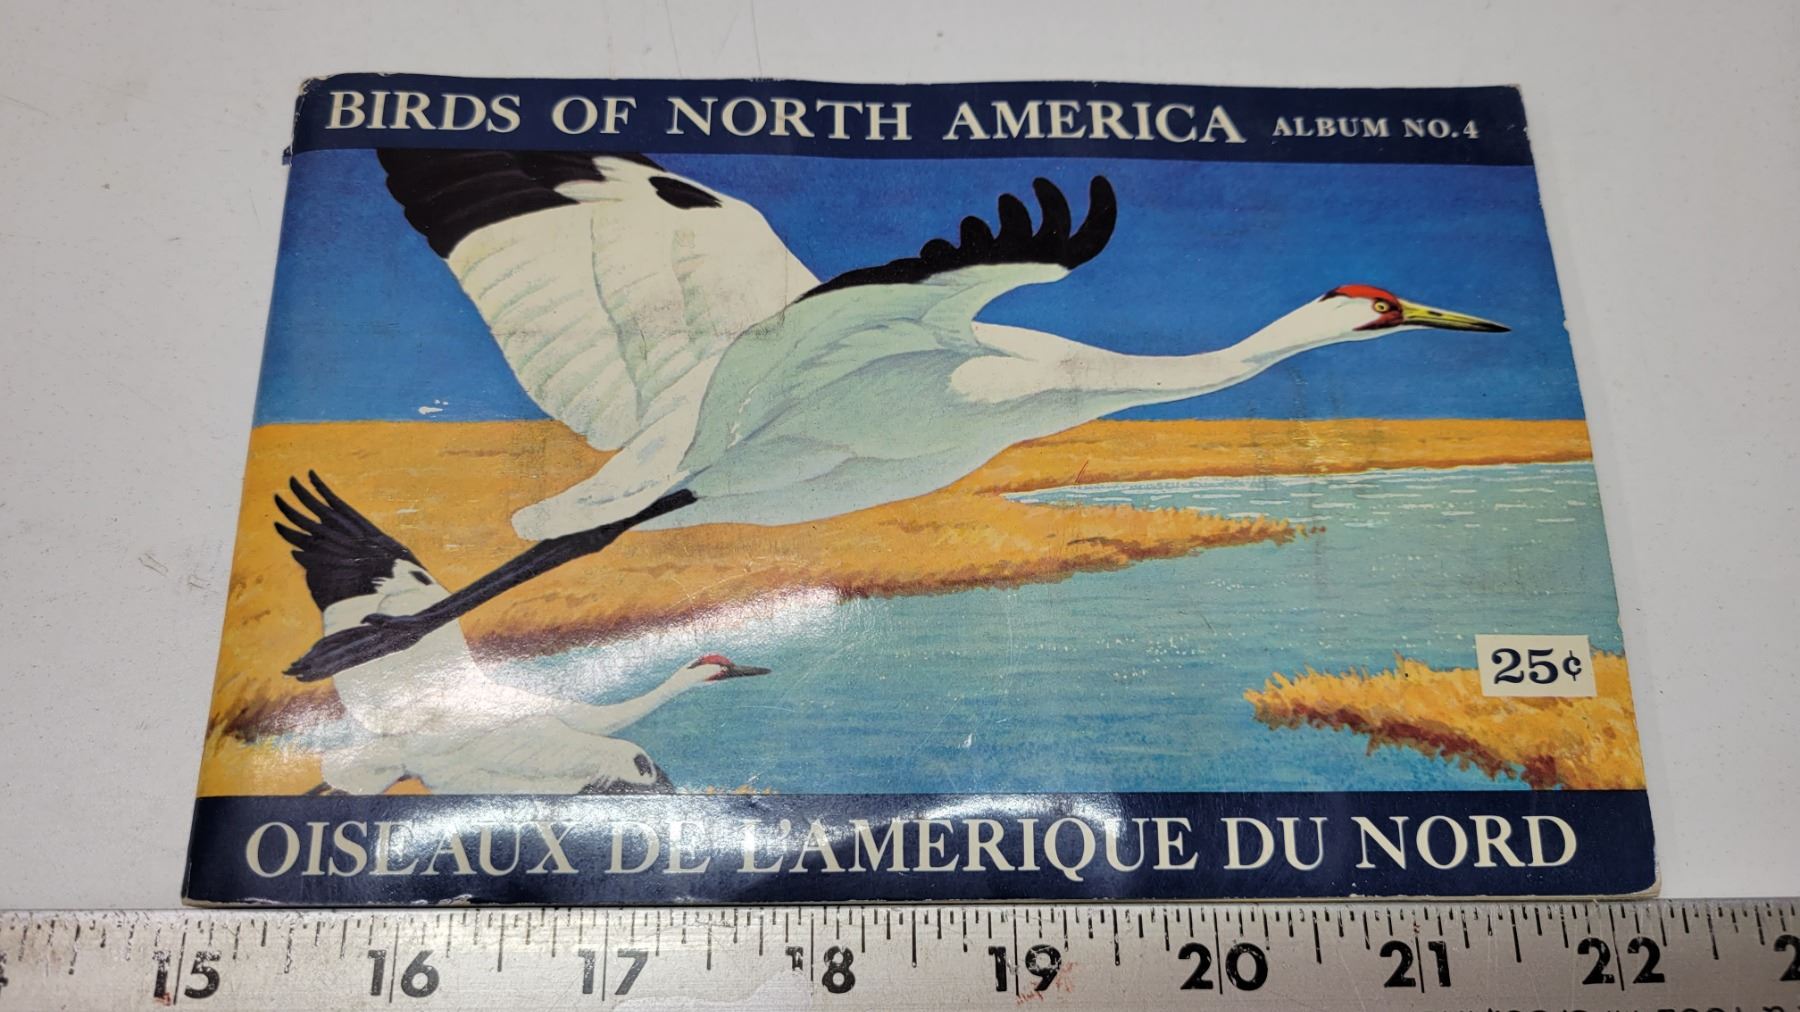 BIRDS OF NORTH AMERICA ALBUM NO.4
25¢
OISEAUX DE L'AMERIQUE DU NORD
15 16 17 18 19 20 21 22